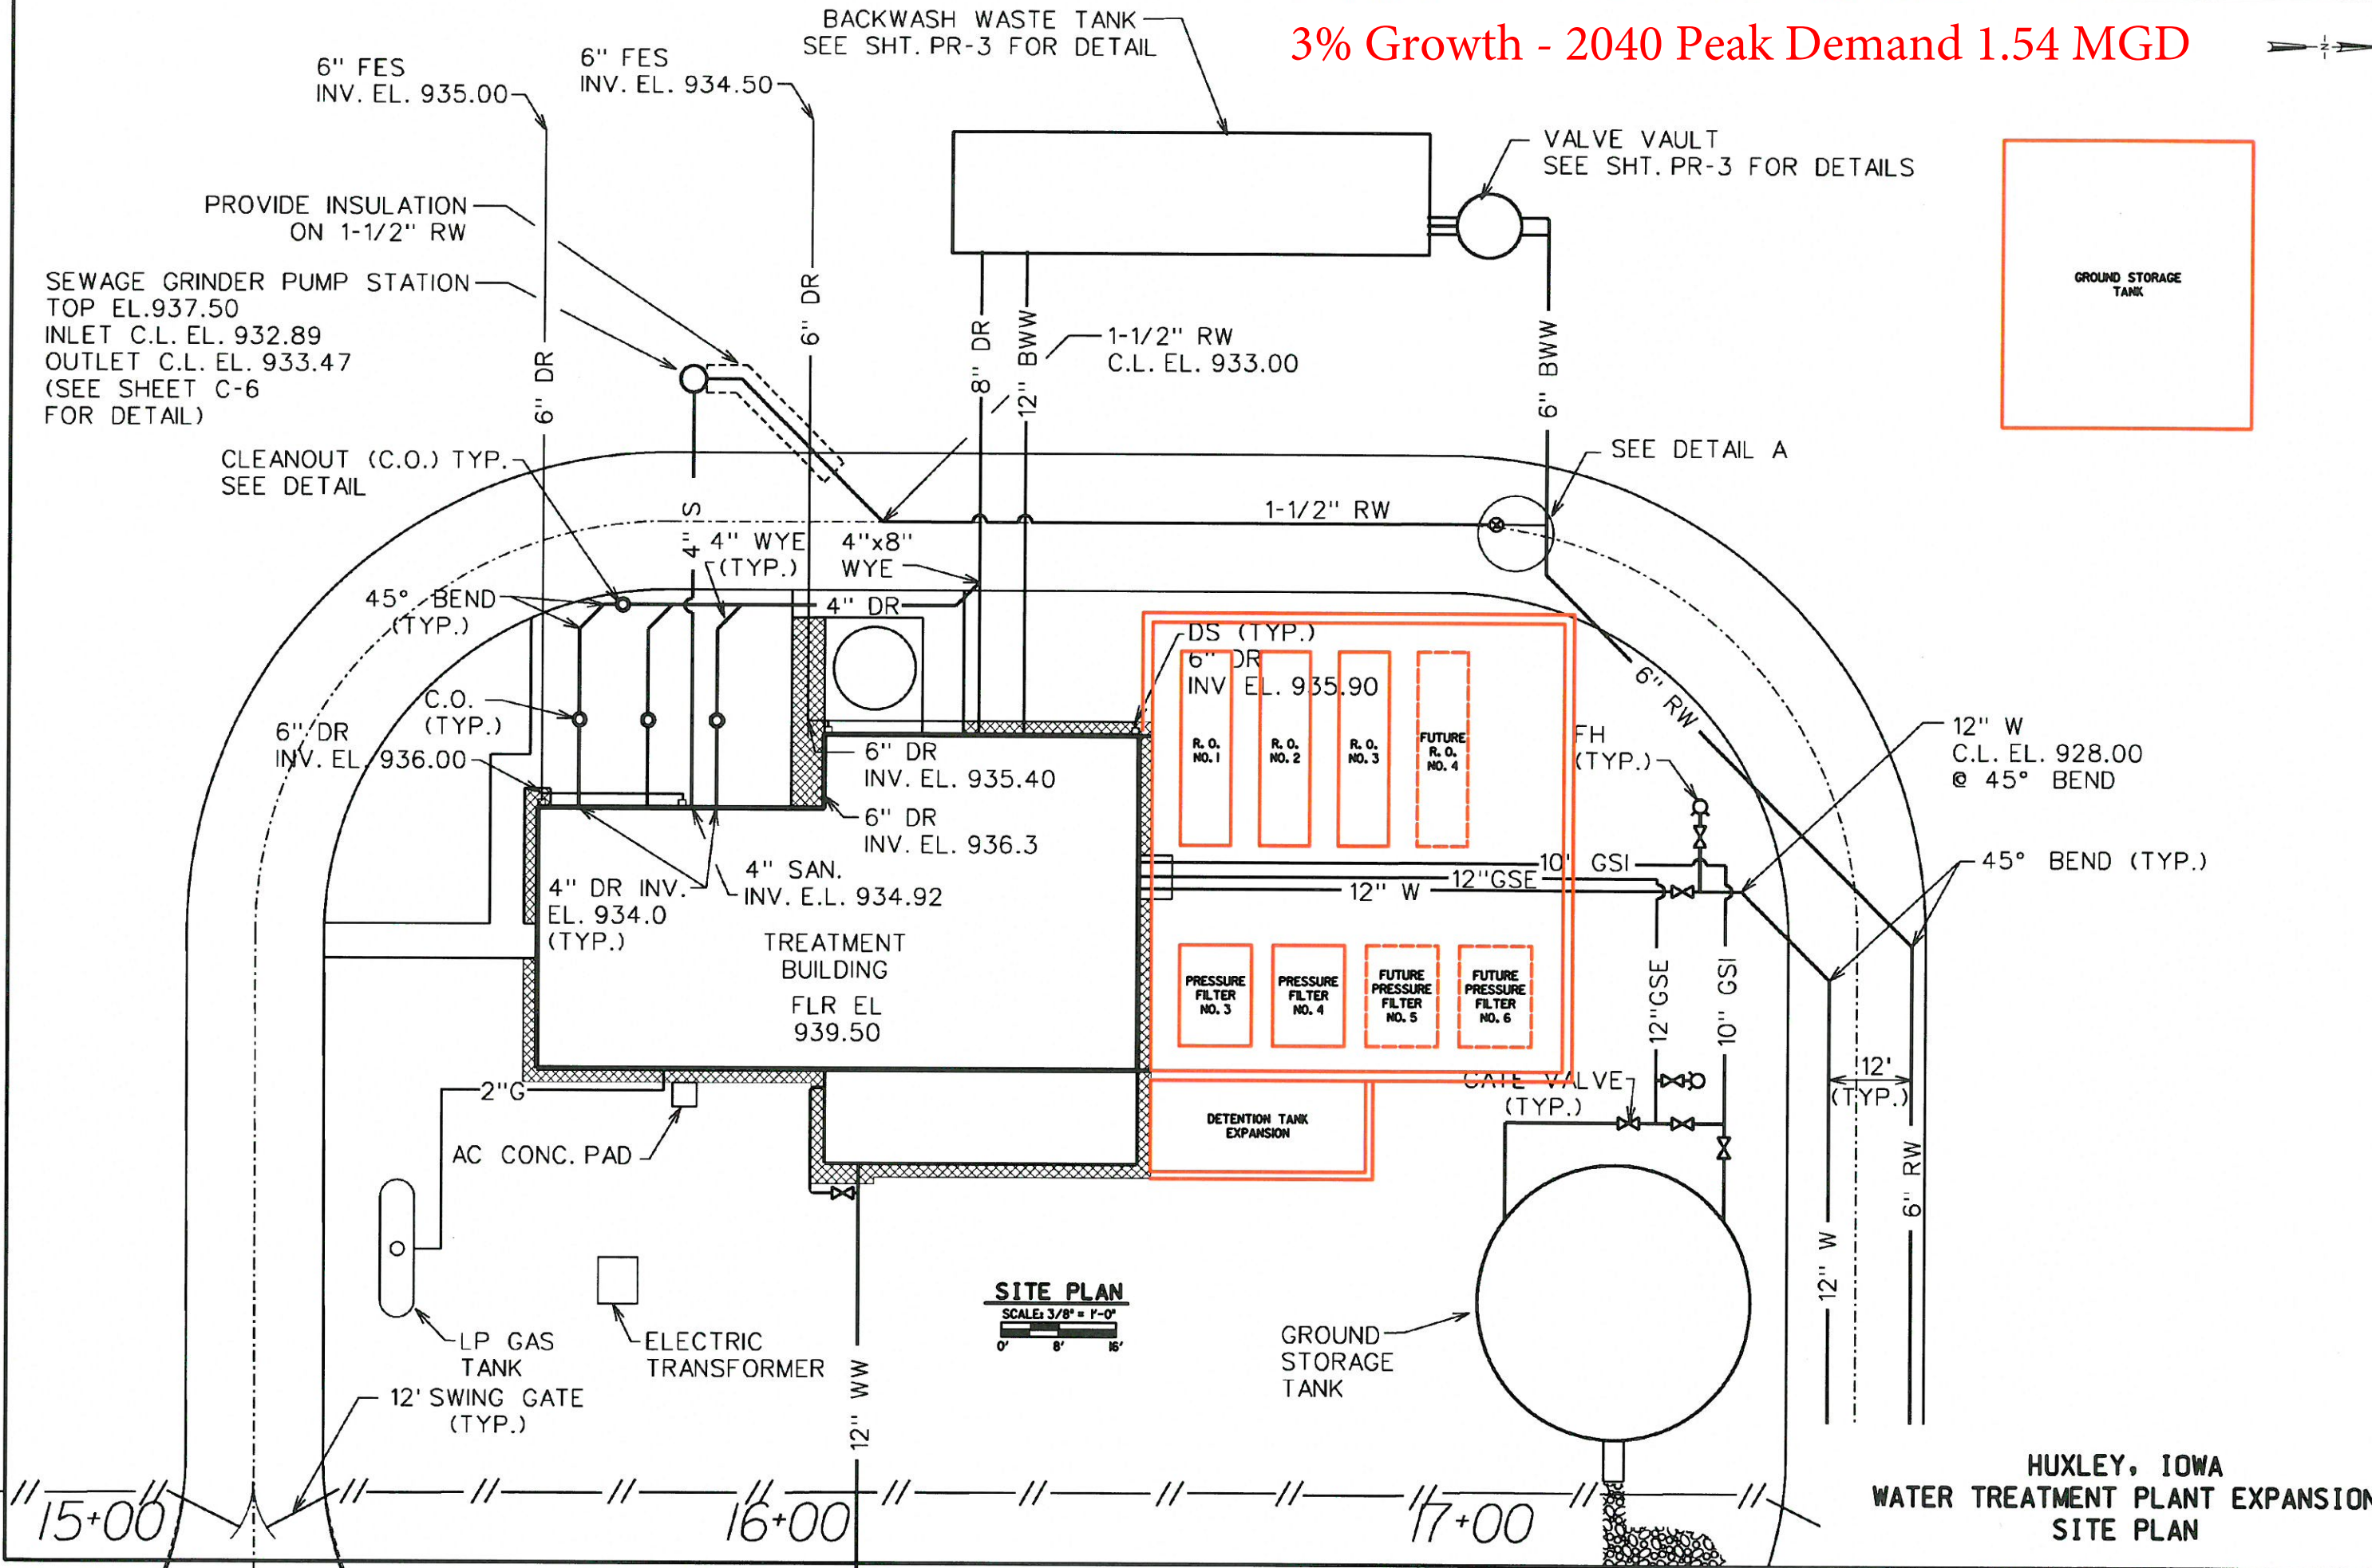 BACKWASH WASTE TANK
SEE SHT. PR-3 FOR DETAIL
3% Growth - 2040 Peak Demand 1.54 MGD
Z
6" FES
INV. EL. 935.00
6" FES
INV. EL. 934.50
VALVE VAULT
SEE SHT. PR-3 FOR DETAILS
GROUND STORAGE
TANK
PROVIDE INSULATION
ON 1-1/2" RW
SEWAGE GRINDER PUMP STATION
TOP EL.937.50
INLET C.L. EL. 932.89
OUTLET C.L. EL. 933.47
(SEE SHEET C-6
FOR DETAIL)
6" DR
6" DR
8" DR
12" BWW
1-1/2" RW
C.L. EL. 933.00
6" BWW
CLEANOUT (C.O.) TYP.
SEE DETAIL
SEE DETAIL A
4" S
1-1/2" RW
4" WYE
(TYP.)
4"x8"
WYE
45° BEND
(TYP.)
4" DR
DS (TYP.)
6" DR
INV EL. 935.90
6" RW
C.O.
(TYP.)
6" DR
INV. EL. 936.00
6" DR
INV. EL. 935.40
6" DR
INV. EL. 936.3
R. O.
NO. 1
R. O.
NO. 2
R. O.
NO. 3
FUTURE
R. O.
NO. 4
FH
(TYP.)
12" W
C.L. EL. 928.00
@ 45° BEND
45° BEND (TYP.)
10' GSI
12"GSE
12" W
4" DR INV.
EL. 934.0
(TYP.)
4" SAN.
INV. E.L. 934.92
TREATMENT
BUILDING
FLR EL
939.50
PRESSURE
FILTER
NO. 3
PRESSURE
FILTER
NO. 4
FUTURE
PRESSURE
FILTER
NO. 5
FUTURE
PRESSURE
FILTER
NO. 6
12"GSE
10" GSI
2"G
AC CONC. PAD
DETENTION TANK
EXPANSION
GATE VALVE
(TYP.)
12'
(TYP.)
6" RW
12" W
SITE PLAN
SCALE: 3/8" = 1'-0"
0' 8' 16'
LP GAS
TANK
ELECTRIC
TRANSFORMER
12' SWING GATE
(TYP.)
12" WW
GROUND
STORAGE
TANK
15+00
16+00
17+00
HUXLEY, IOWA
WATER TREATMENT PLANT EXPANSION
SITE PLAN